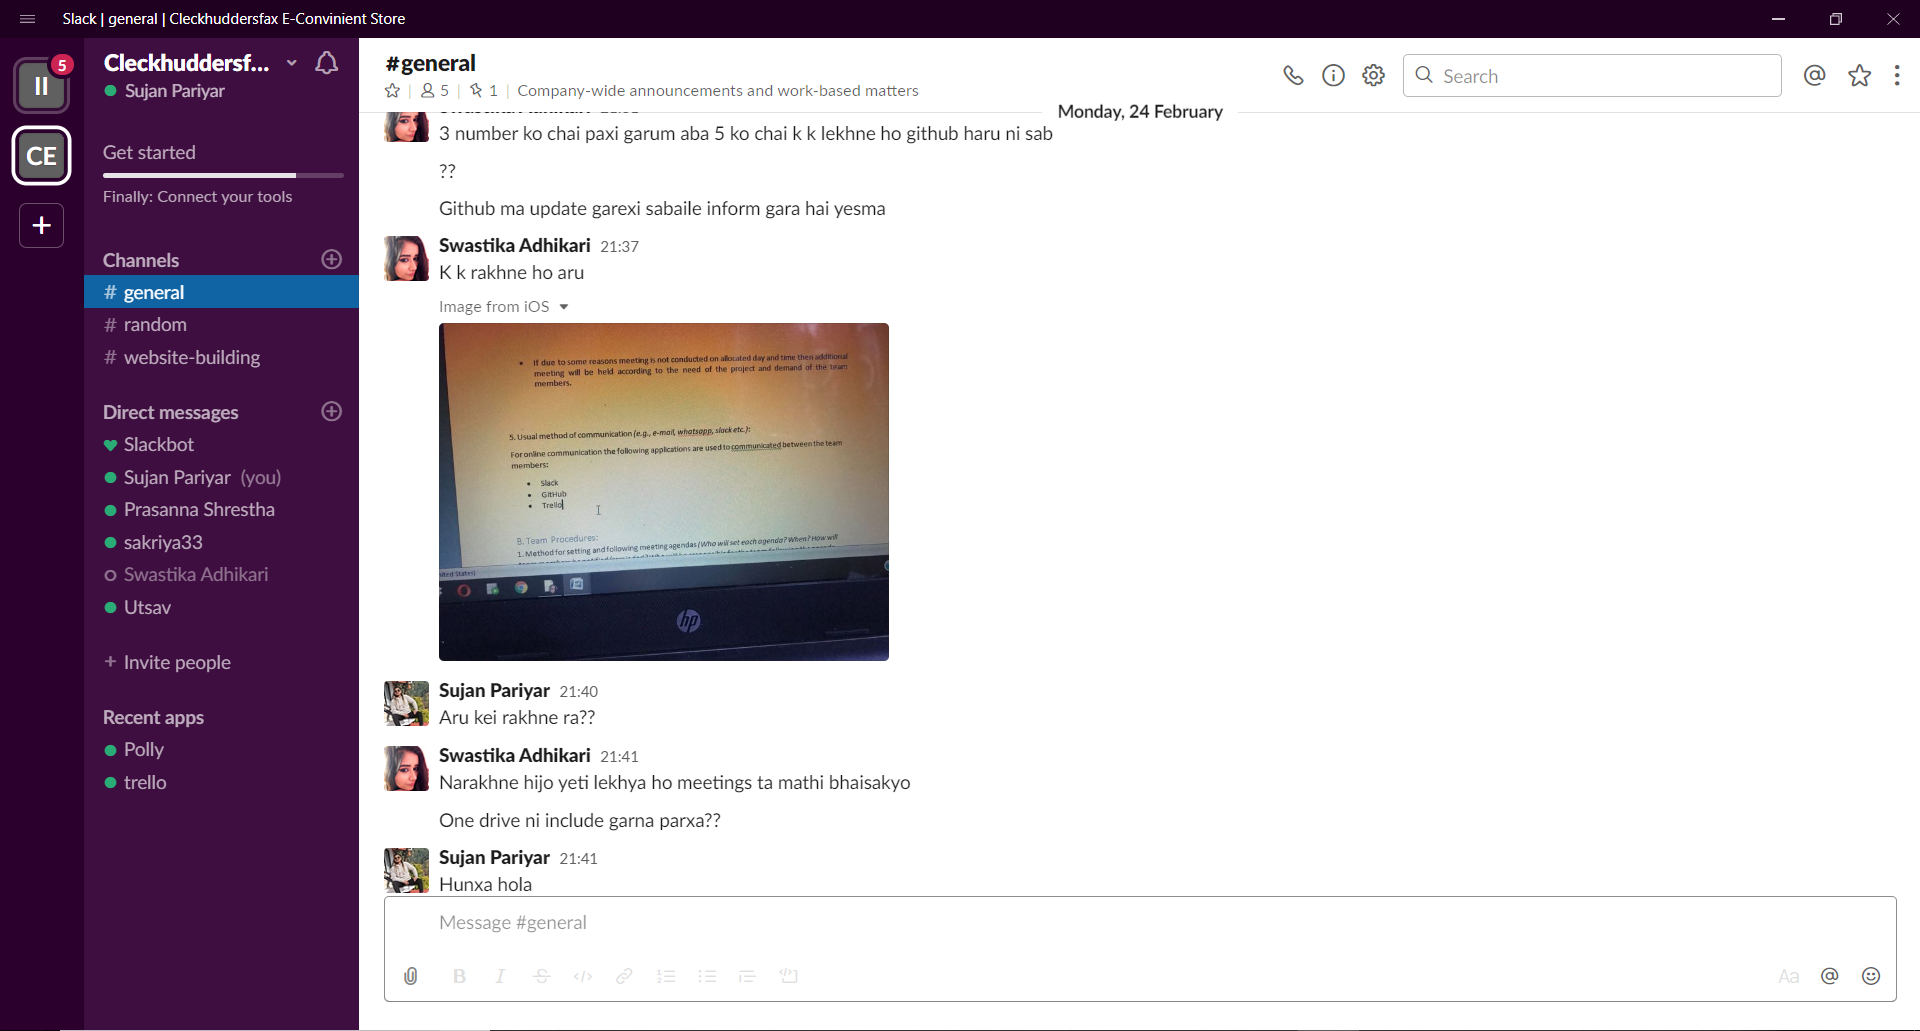 Slack | general | Cleckhuddersfax E-Convinient Store
II
5
CE
Cleckhuddersf...
Sujan Pariyar
Get started
Finally: Connect your tools
Channels
# general
# random
# website-building
Direct messages
Slackbot
Sujan Pariyar (you)
Prasanna Shrestha
sakriya33
Swastika Adhikari
Utsav
+ Invite people
Recent apps
Polly
trello
#general
5 | 1 | Company-wide announcements and work-based matters
Search
Monday, 24 February
3 number ko chai paxi garum aba 5 ko chai k k lekhne ho github haru ni sab
??
Github ma update garexi sabaile inform gara hai yesma
Swastika Adhikari 21:37
K k rakhne ho aru
Image from iOS
• If due to some reasons meeting is not conducted on allocated day and time then additional
meeting will be held according to the need of the project and demand of the team
members.
5. Usual method of communication (e.g., e-mail, whatsapp, slack etc.):
For online communication the following applications are used to communicated between the team
members:
• Slack
• GitHub
• Trello
B. Team Procedures:
1. Method for setting and following meeting agendas (Who will set each agenda? When? How will
hp
Sujan Pariyar 21:40
Aru kei rakhne ra??
Swastika Adhikari 21:41
Narakhne hijo yeti lekhya ho meetings ta mathi bhaisakyo
One drive ni include garna parxa??
Sujan Pariyar 21:41
Hunxa hola
Message #general
Aa